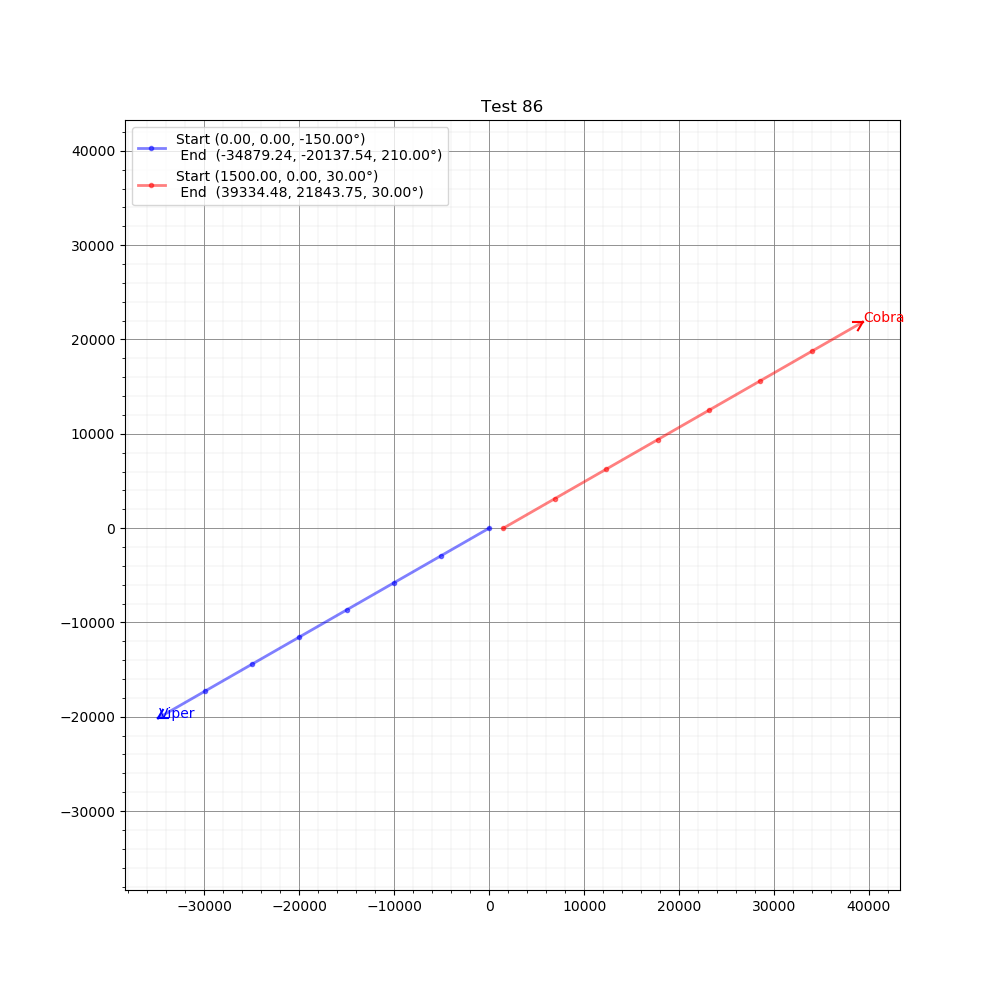 Test 86
Start (0.00, 0.00, -150.00°)
End (-34879.24, -20137.54, 210.00°)
Start (1500.00, 0.00, 30.00°)
End (39334.48, 21843.75, 30.00°)
40000
30000
20000
10000
0
−10000
−20000
−30000
Cobra
Viper
−30000 −20000 −10000 0 10000 20000 30000 40000